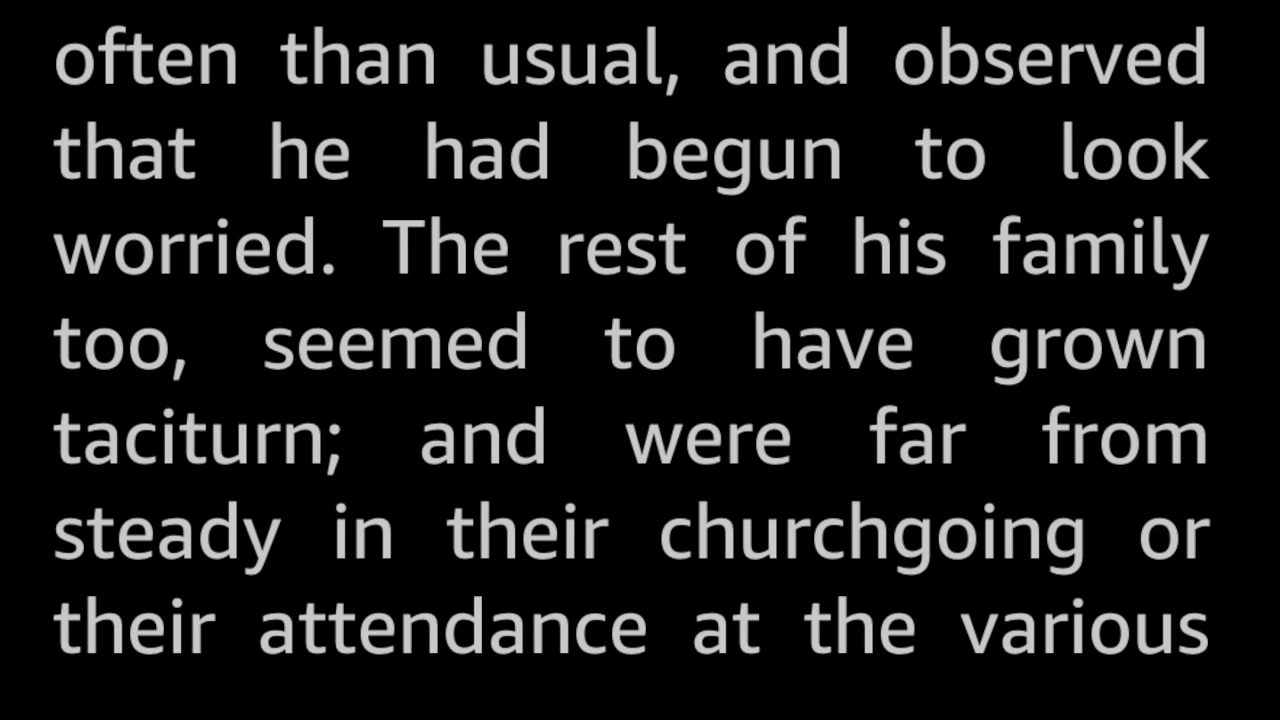 often than usual, and observed
that he had begun to look
worried. The rest of his family
too, seemed to have grown
taciturn; and were far from
steady in their churchgoing or
their attendance at the various